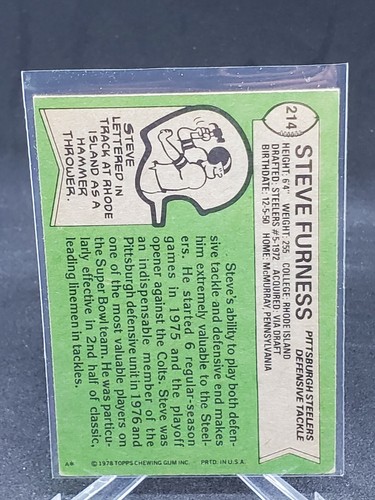 214
STEVE FURNESS
PITTSBURGH STEELERS
DEFENSIVE TACKLE
HEIGHT: 6'4" WEIGHT: 255 COLLEGE: RHODE ISLAND
DRAFTED: STEELERS #5-1972 ACQUIRED: VIA DRAFT
BIRTHDATE: 12-5-50 HOME: McMURRAY, PENNSYLVANIA
STEVE
LETTERED IN
TRACK AT RHODE
ISLAND AS A
HAMMER
THROWER.
Steve's ability to play both defen-
sive tackle and defensive end makes
him extremely valuable to the Steel-
ers. He started 6 regular-season
games in 1975 and the playoff
opener against the Colts. Steve was
an indispensable member of the
Pittsburgh defensive unit in 1976 and
one of the most valuable players on
the Super Bowl team. He was particu-
larly effective in 2nd half of classic,
leading linemen in tackles.
© 1978 TOPPS CHEWING GUM INC. PRTD. IN U.S.A.